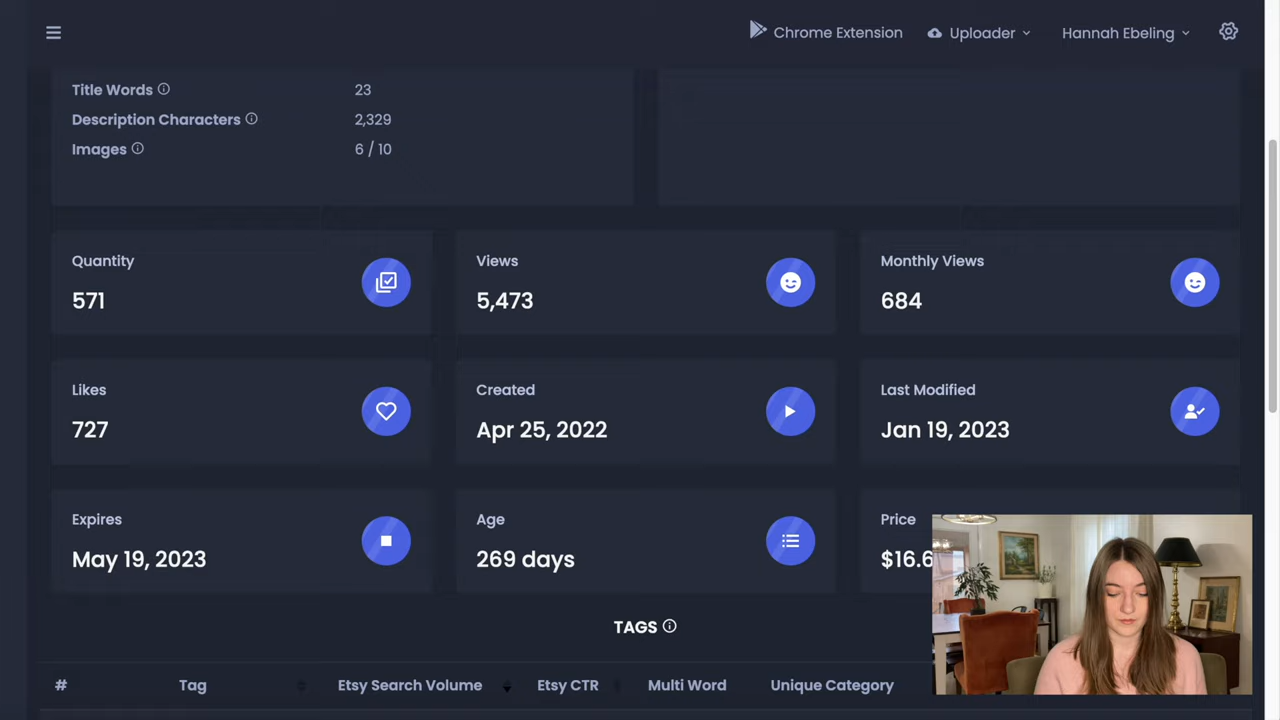 Chrome Extension
Uploader
Hannah Ebeling
Title Words 23
Description Characters 2,329
Images 6 / 10
Quantity
571
Views
5,473
Monthly Views
684
Likes
727
Created
Apr 25, 2022
Last Modified
Jan 19, 2023
Expires
May 19, 2023
Age
269 days
Price
$16.6
TAGS
# Tag Etsy Search Volume Etsy CTR Multi Word Unique Category